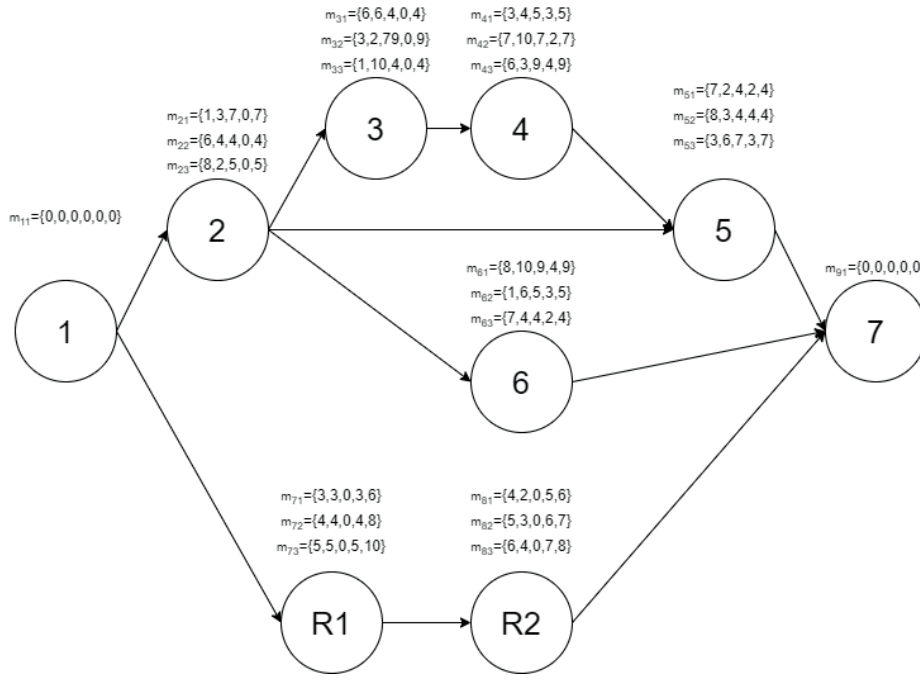 m31={6,6,4,0,4}
m32={3,2,79,0,9}
m33={1,10,4,0,4}
m41={3,4,5,3,5}
m42={7,10,7,2,7}
m43={6,3,9,4,9}
m51={7,2,4,2,4}
m52={8,3,4,4,4}
m53={3,6,7,3,7}
m21={1,3,7,0,7}
m22={6,4,4,0,4}
m23={8,2,5,0,5}
3
4
m11={0,0,0,0,0,0}
2
5
m61={8,10,9,4,9}
m62={1,6,5,3,5}
m63={7,4,4,2,4}
m91={0,0,0,0,0
1
7
6
m71={3,3,0,3,6}
m72={4,4,0,4,8}
m73={5,5,0,5,10}
m81={4,2,0,5,6}
m82={5,3,0,6,7}
m83={6,4,0,7,8}
R1
R2